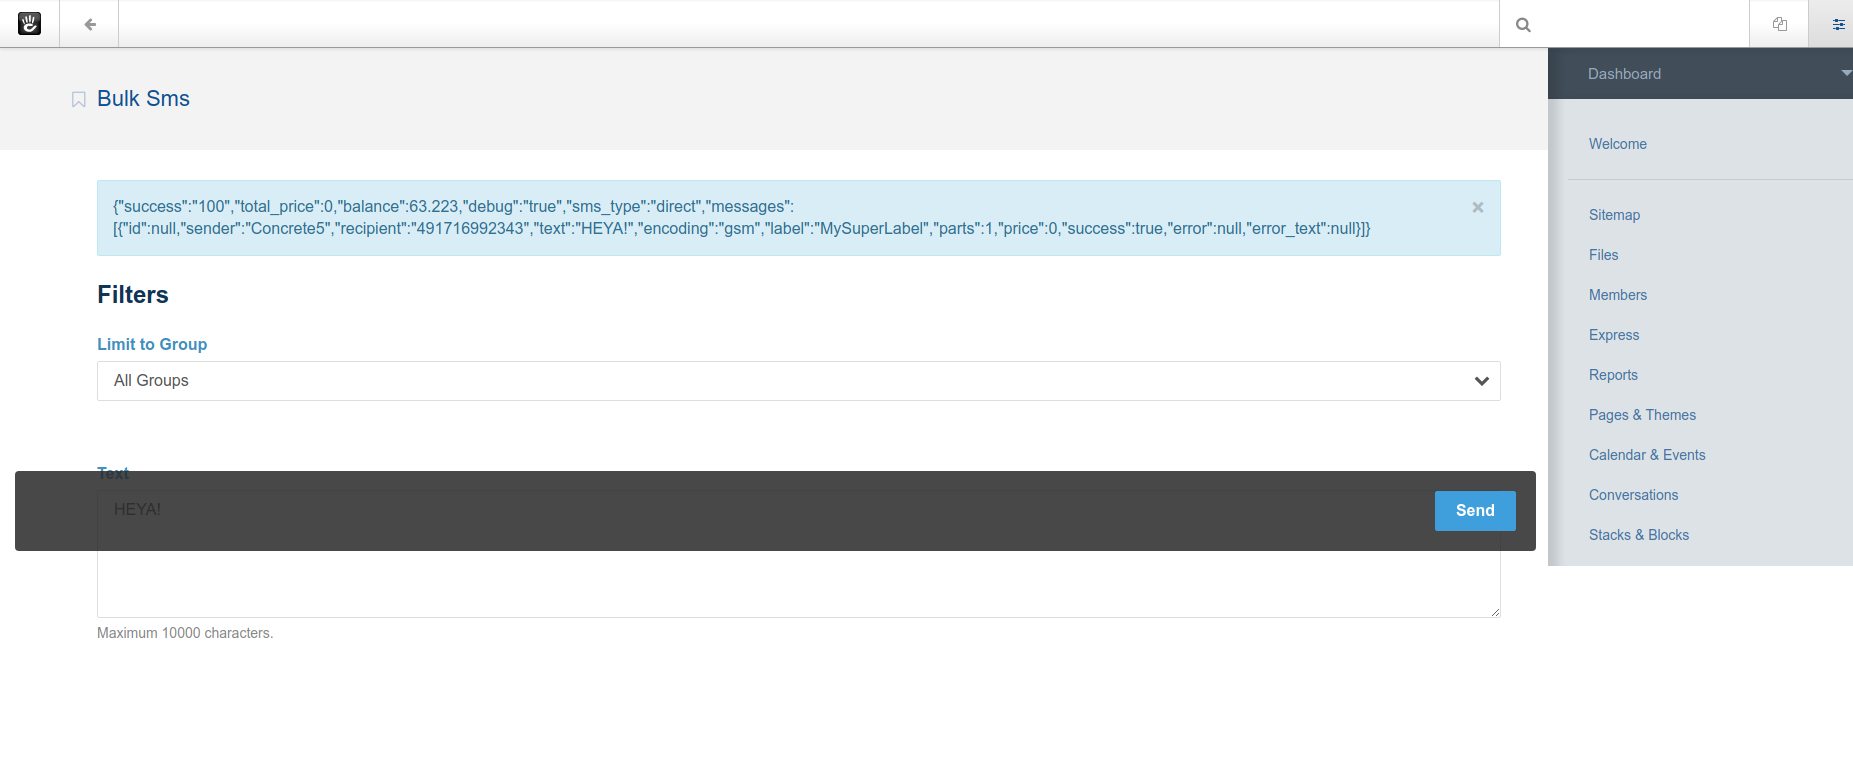 Bulk Sms
{"success":"100","total_price":0,"balance":63.223,"debug":"true","sms_type":"direct","messages":
[{"id":null,"sender":"Concrete5","recipient":"491716992343","text":"HEYA!","encoding":"gsm","label":"MySuperLabel","parts":1,"price":0,"success":true,"error":null,"error_text":null}]}
×
Filters
Limit to Group
All Groups
Text
HEYA!
Send
Maximum 10000 characters.
Dashboard
Welcome
Sitemap
Files
Members
Express
Reports
Pages & Themes
Calendar & Events
Conversations
Stacks & Blocks